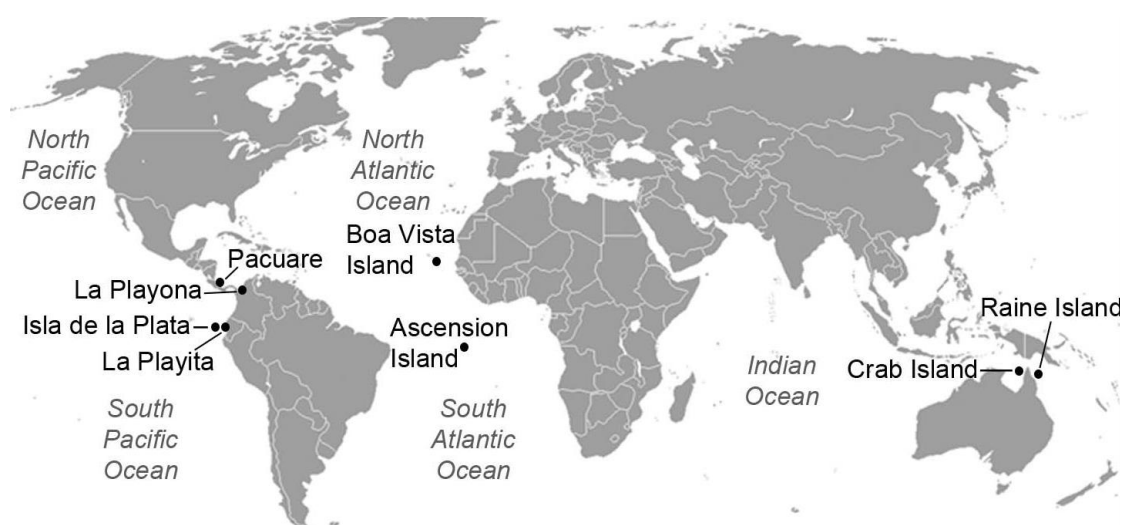 North
Pacific
Ocean
North
Atlantic
Ocean
Boa Vista
Island
Pacuare
La Playona
Isla de la Plata
La Playita
Ascension
Island
Raine Island
Crab Island
Indian
Ocean
South
Pacific
Ocean
South
Atlantic
Ocean